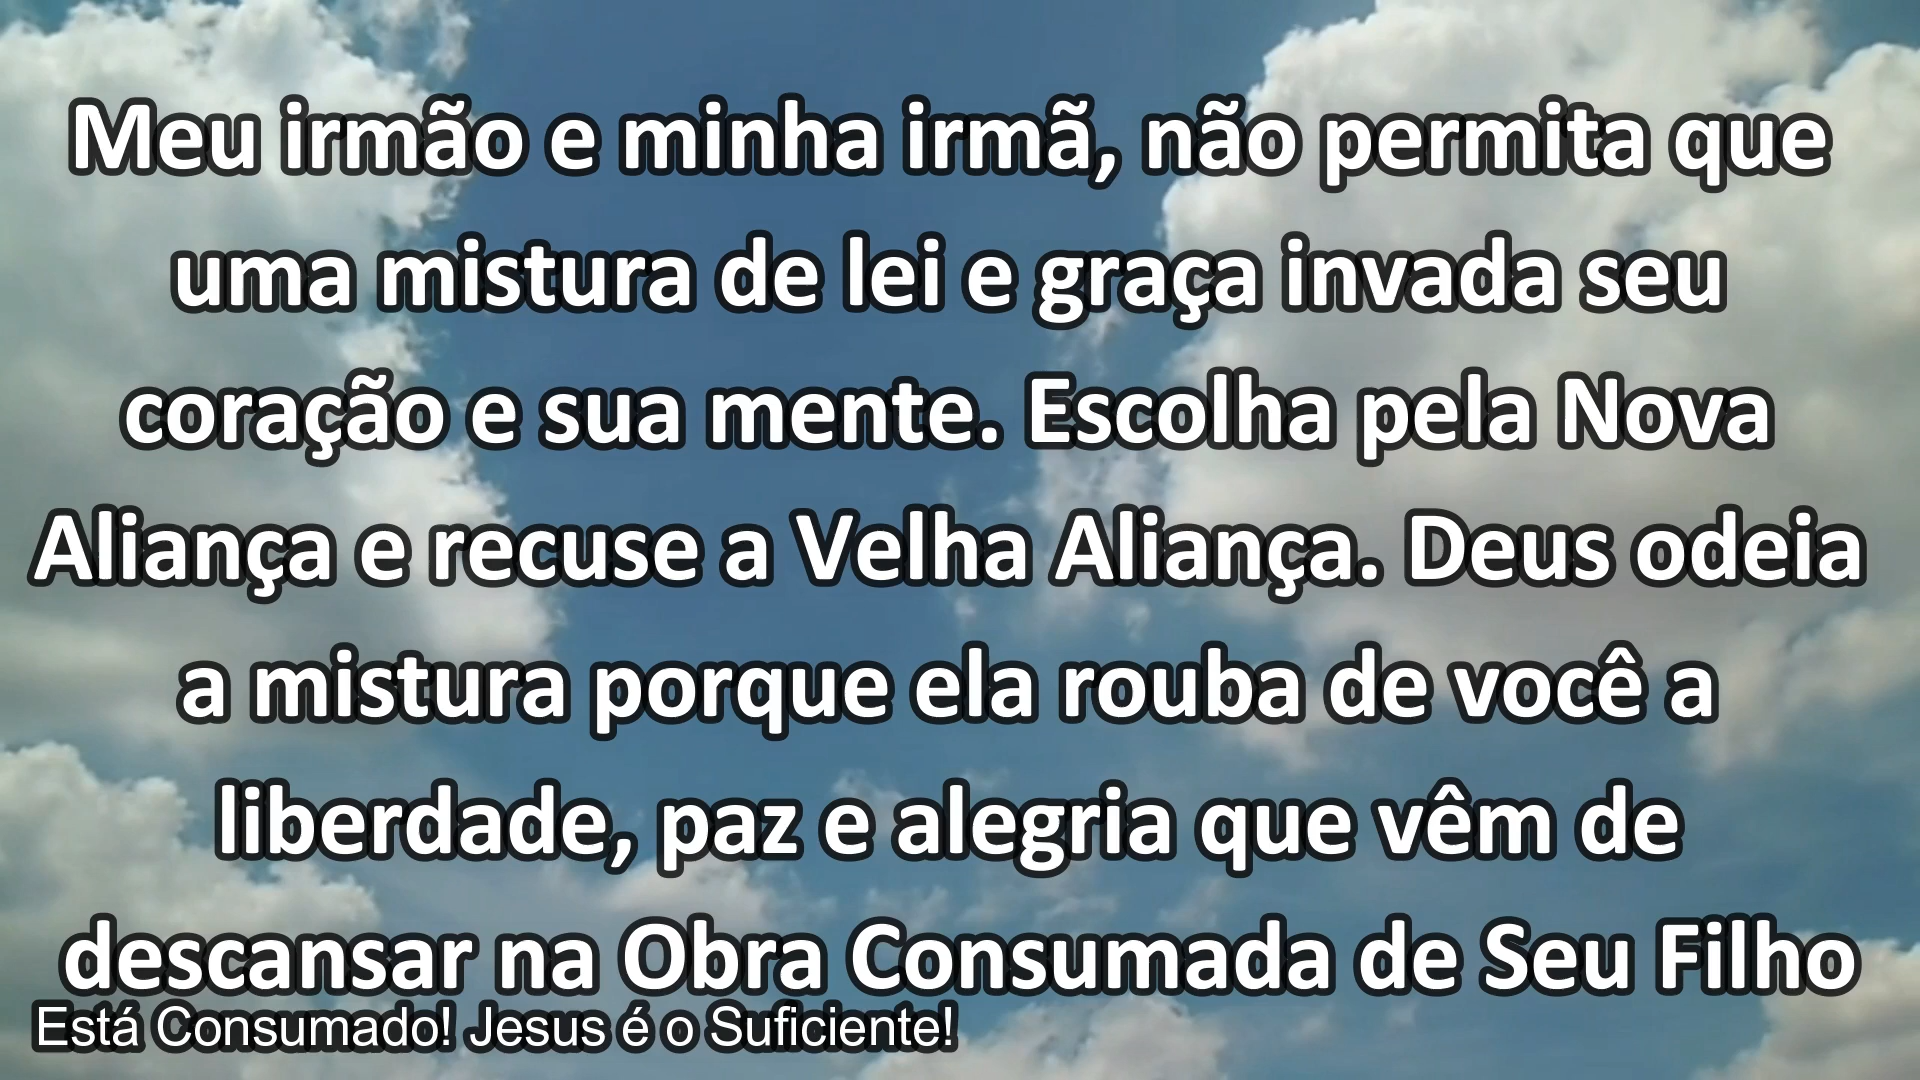 Meu irmão e minha irmã, não permita que
uma mistura de lei e graça invada seu
coração e sua mente. Escolha pela Nova
Aliança e recuse a Velha Aliança. Deus odeia
a mistura porque ela rouba de você a
liberdade, paz e alegria que vêm de
descansar na Obra Consumada de Seu Filho
Está Consumado! Jesus é o Suficiente!